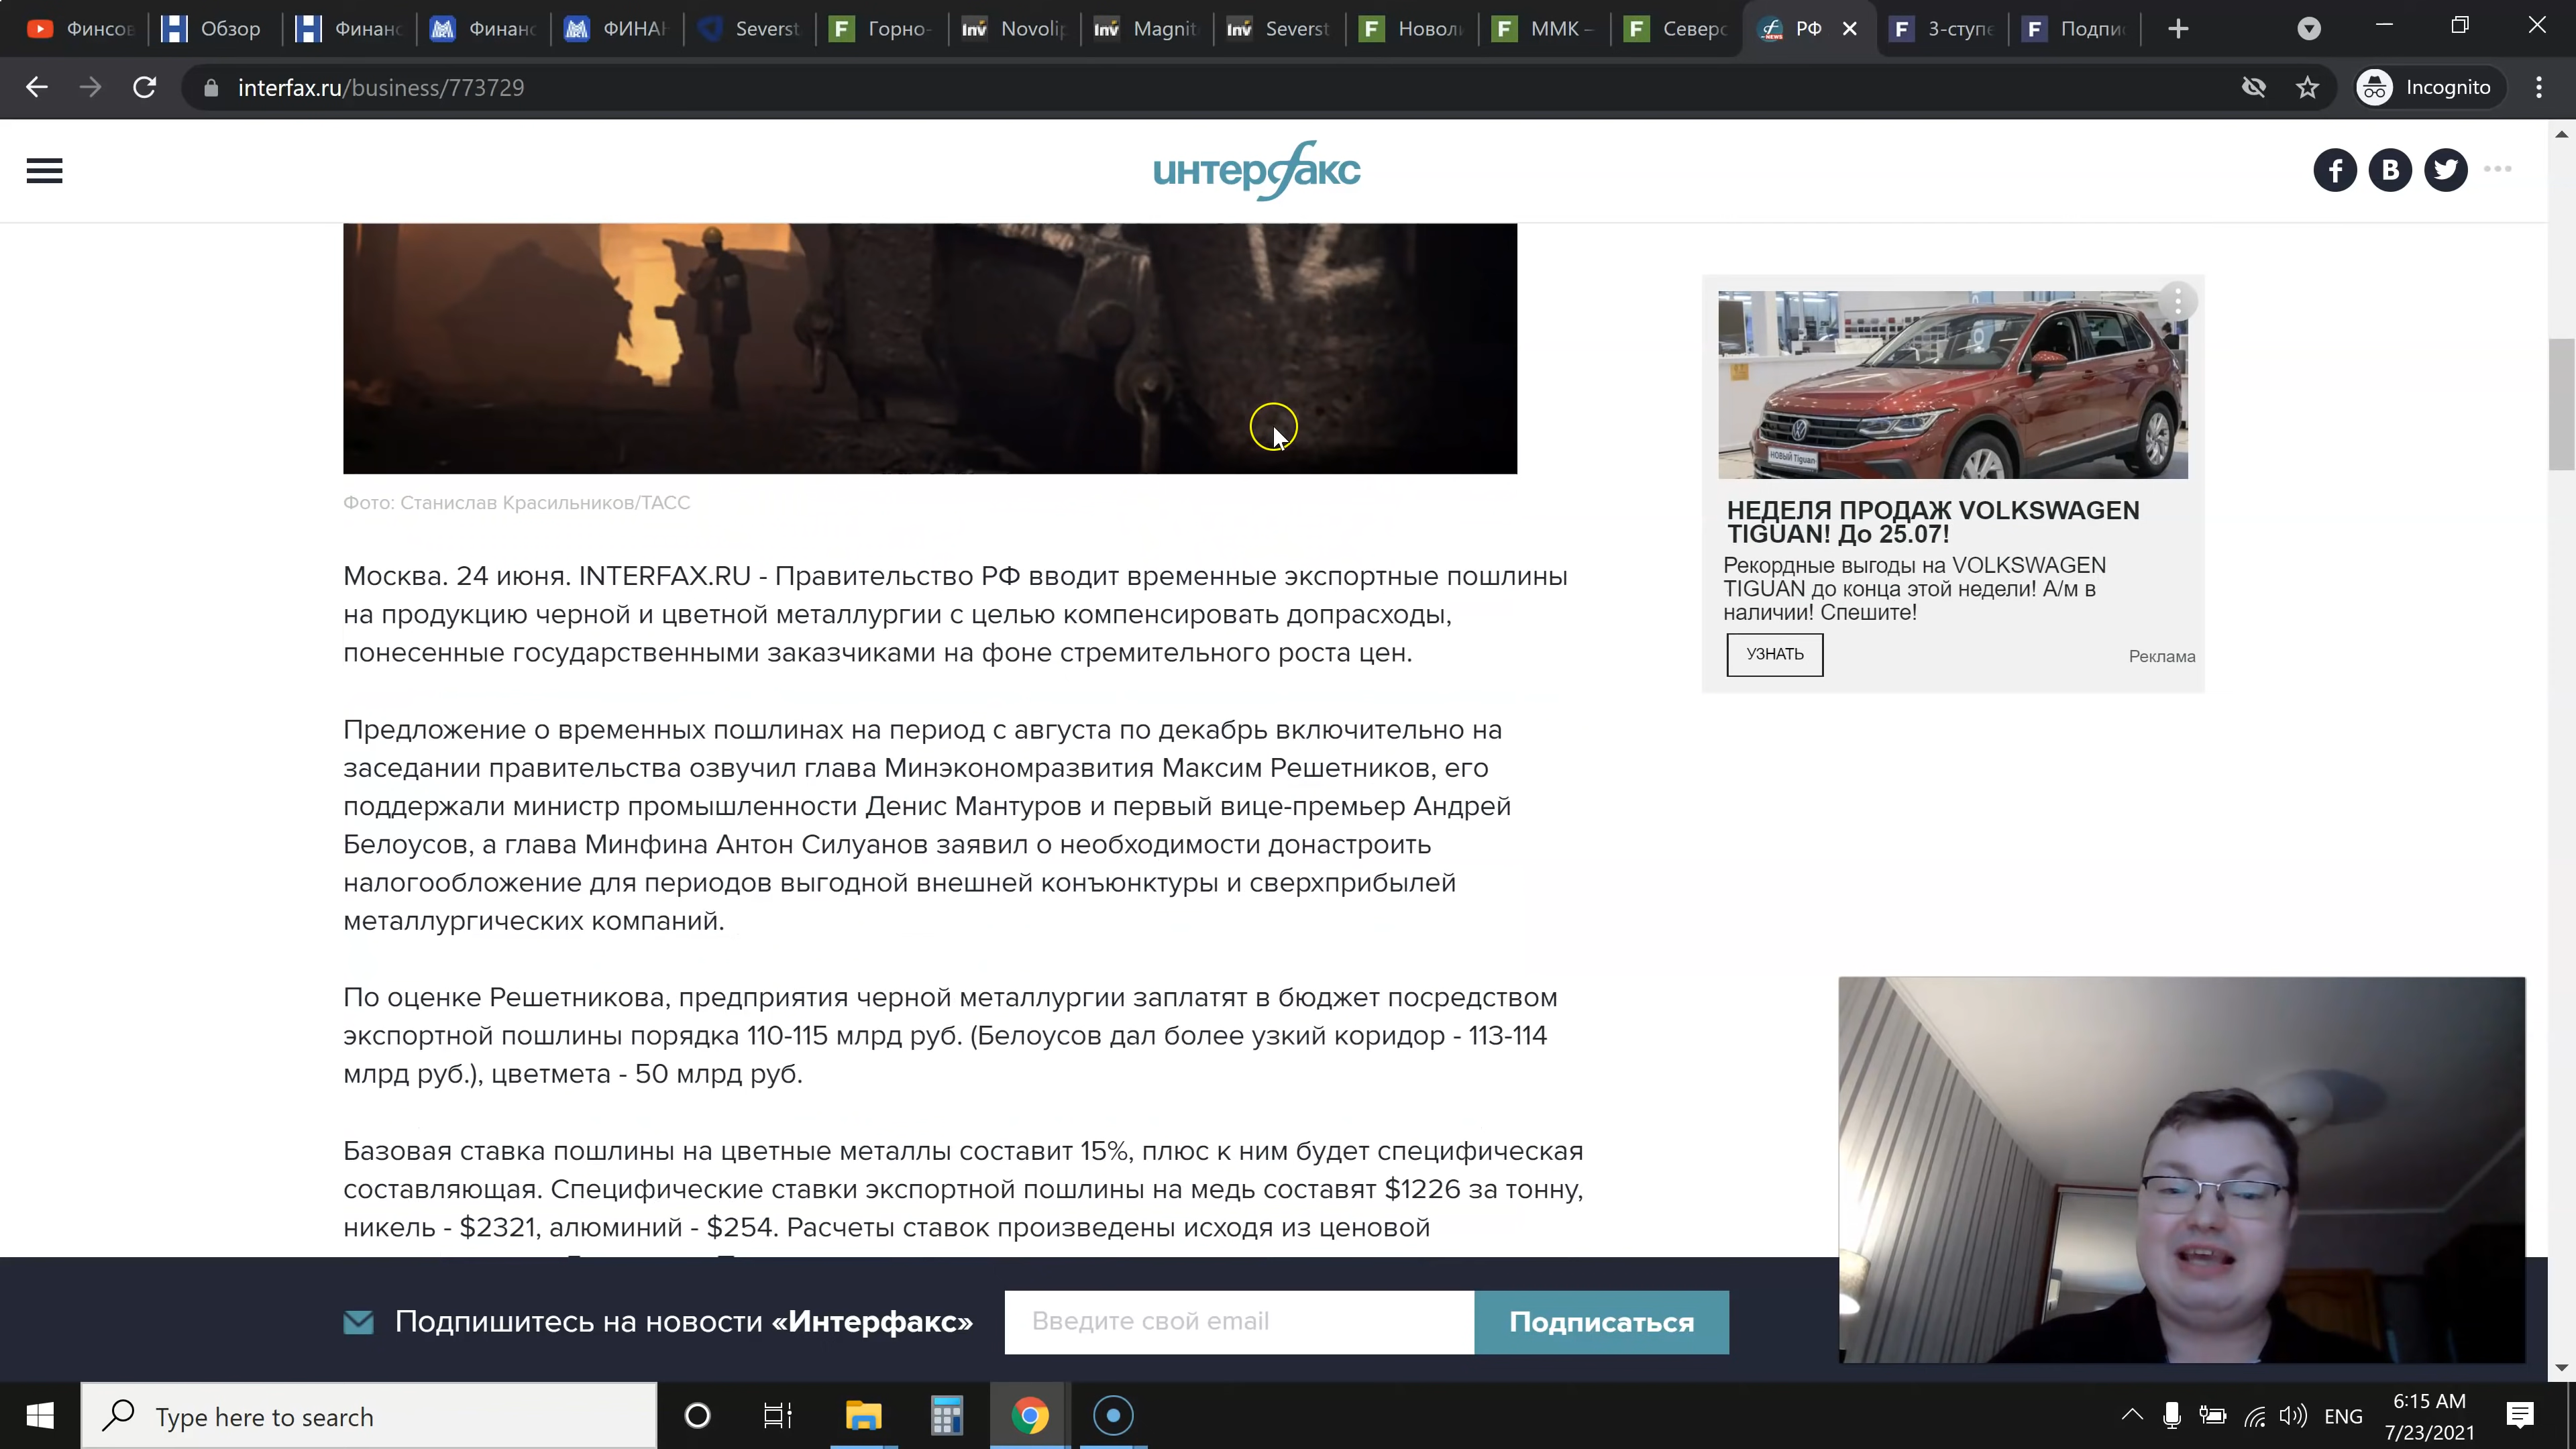 Финсов
Обзор
Финанс
Финанс
ФИНАН
Severst
Горно-
Novolip
Magnit
Severst
Новоли
ММК –
Северс
РФ
3-ступе
Подпис
interfax.ru/business/773729
Incognito
интерфакс
Фото: Станислав Красильников/ТАСС
Москва. 24 июня. INTERFAX.RU - Правительство РФ вводит временные экспортные пошлины
на продукцию черной и цветной металлургии с целью компенсировать допрасходы,
понесенные государственными заказчиками на фоне стремительного роста цен.
Предложение о временных пошлинах на период с августа по декабрь включительно на
заседании правительства озвучил глава Минэкономразвития Максим Решетников, его
поддержали министр промышленности Денис Мантуров и первый вице-премьер Андрей
Белоусов, а глава Минфина Антон Силуанов заявил о необходимости донастроить
налогообложение для периодов выгодной внешней конъюнктуры и сверхприбылей
металлургических компаний.
По оценке Решетникова, предприятия черной металлургии заплатят в бюджет посредством
экспортной пошлины порядка 110-115 млрд руб. (Белоусов дал более узкий коридор - 113-114
млрд руб.), цветмета - 50 млрд руб.
Базовая ставка пошлины на цветные металлы составит 15%, плюс к ним будет специфическая
составляющая. Специфические ставки экспортной пошлины на медь составят $1226 за тонну,
никель - $2321, алюминий - $254. Расчеты ставок произведены исходя из ценовой
НОВЫЙ Tiguan
НЕДЕЛЯ ПРОДАЖ VOLKSWAGEN
TIGUAN! До 25.07!
Рекордные выгоды на VOLKSWAGEN
TIGUAN до конца этой недели! А/м в
наличии! Спешите!
УЗНАТЬ
Реклама
Подпишитесь на новости «Интерфакс»
Введите свой email
Подписаться
Type here to search
ENG
6:15 AM
7/23/2021